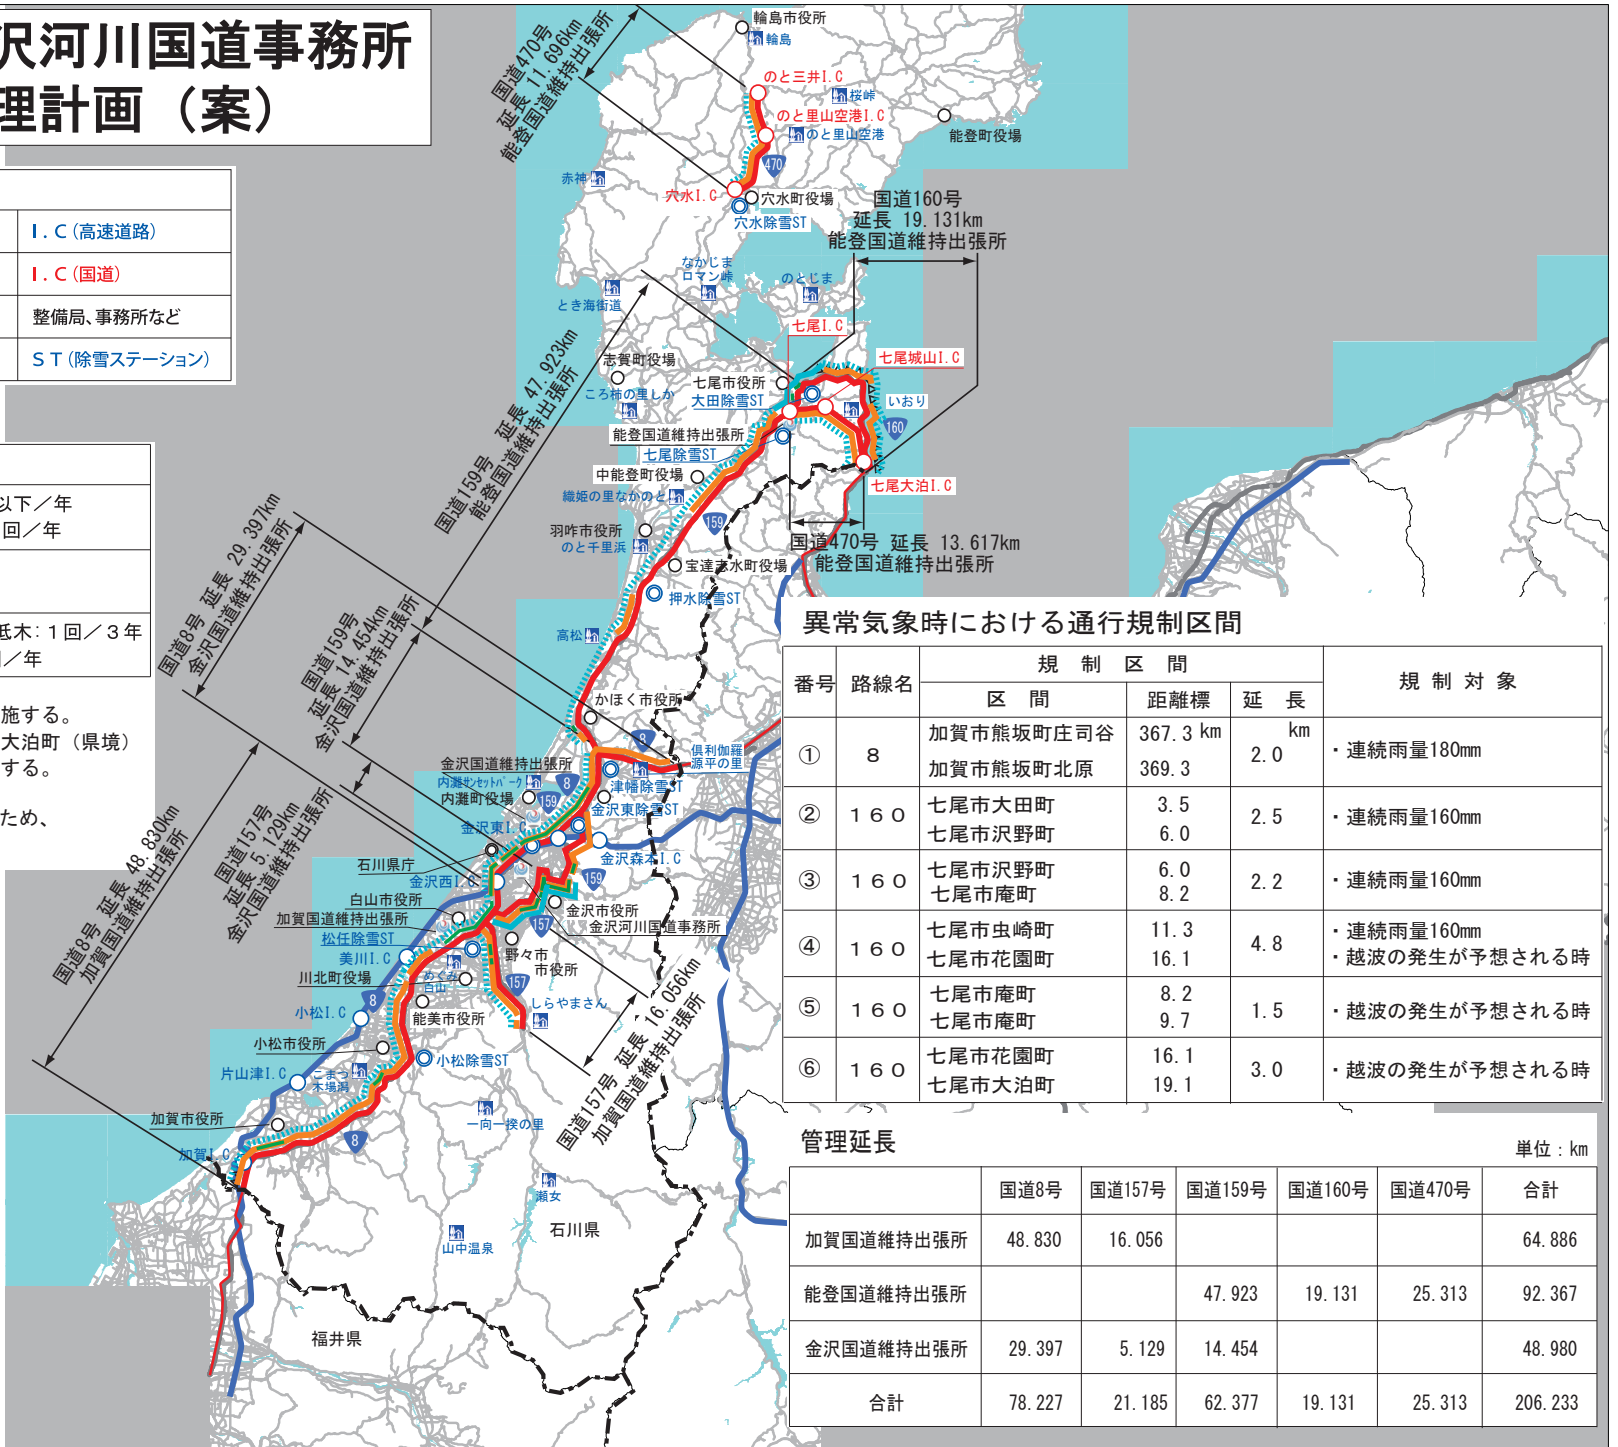 沢河川国道事務所
理計画（案）
I．C（高速道路）
I．C（国道）
整備局、事務所など
ＳＴ（除雪ステーション）
以下／年
回／年
低木：１回／３年
回／年
施する。
大泊町（県境）
する。
ため、
国道470号
延長 11.696km
能登国道維持出張所
輪島市役所
輪島
のと三井I.C
桜峠
のと里山空港I.C
のと里山空港
能登町役場
470
赤神
穴水I.C
穴水町役場
穴水除雪ST
国道160号
延長 19.131km
能登国道維持出張所
なかじま
ロマン峠
のとじま
とき海街道
七尾I.C
七尾城山I.C
志賀町役場
七尾市役所
大田除雪ST
ころ柿の里しか
いおり
160
能登国道維持出張所
七尾除雪ST
中能登町役場
七尾大泊I.C
織姫の里なかのと
159
国道159号 延長 47.923km
能登国道維持出張所
羽咋市役所
のと千里浜
国道470号 延長 13.617km
能登国道維持出張所
宝達志水町役場
押水除雪ST
高松
国道8号 延長 29.397km
金沢国道維持出張所
国道159号
延長 14.454km
金沢国道維持出張所
かほく市役所
8
倶利伽羅
源平の里
金沢国道維持出張所
内灘サンセットパーク
8
津幡除雪ST
内灘町役場
159
金沢東除雪ST
金沢東I.C
石川県庁
金沢森本I.C
金沢西I.C
159
国道157号
延長 5.129km
金沢国道維持出張所
白山市役所
金沢市役所
加賀国道維持出張所
金沢河川国道事務所
157
松任除雪ST
野々市
市役所
美川I.C
川北町役場
めぐみ
白山
157
しらやまさん
8
小松I.C
能美市役所
小松市役所
小松除雪ST
片山津I.C
こまつ
木場潟
国道8号 延長 48.830km
加賀国道維持出張所
国道157号 延長 16.056km
加賀国道維持出張所
加賀市役所
一向一揆の里
8
加賀I.C
瀬女
石川県
山中温泉
福井県
異常気象時における通行規制区間
番号 路線名 規制区間 規制対象
区間 距離標 延長
① 8 加賀市熊坂町庄司谷 367.3 km 2.0 km ・連続雨量180mm
加賀市熊坂町北原 369.3
② 160 七尾市大田町 3.5 2.5 ・連続雨量160mm
七尾市沢野町 6.0
③ 160 七尾市沢野町 6.0 2.2 ・連続雨量160mm
七尾市庵町 8.2
④ 160 七尾市虫崎町 11.3 4.8 ・連続雨量160mm
七尾市花園町 16.1 ・越波の発生が予想される時
⑤ 160 七尾市庵町 8.2 1.5 ・越波の発生が予想される時
七尾市庵町 9.7
⑥ 160 七尾市花園町 16.1 3.0 ・越波の発生が予想される時
七尾市大泊町 19.1
管理延長
単位：km
国道8号 国道157号 国道159号 国道160号 国道470号 合計
加賀国道維持出張所 48.830 16.056 64.886
能登国道維持出張所 47.923 19.131 25.313 92.367
金沢国道維持出張所 29.397 5.129 14.454 48.980
合計 78.227 21.185 62.377 19.131 25.313 206.233